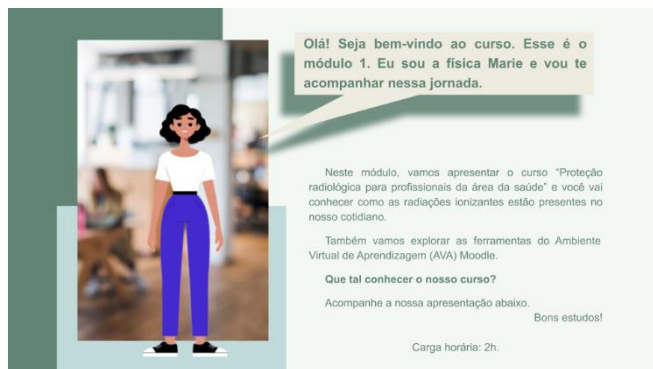 Olá! Seja bem-vindo ao curso. Esse é o
módulo 1. Eu sou a física Marie e vou te
acompanhar nessa jornada.
Neste módulo, vamos apresentar o curso “Proteção
radiológica para profissionais da área da saúde” e você vai
conhecer como as radiações ionizantes estão presentes no
nosso cotidiano.
Também vamos explorar as ferramentas do Ambiente
Virtual de Aprendizagem (AVA) Moodle.
Que tal conhecer o nosso curso?
Acompanhe a nossa apresentação abaixo.
Bons estudos!
Carga horária: 2h.